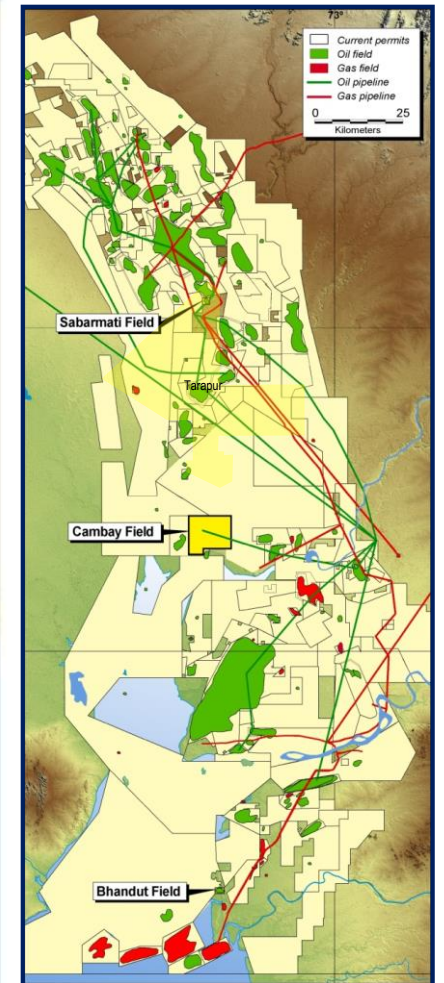 73°
Current permits
Oil field
Gas field
Oil pipeline
Gas pipeline
0 25
Kilometers
Sabarmati Field
Tarapur
Cambay Field
Bhandut Field